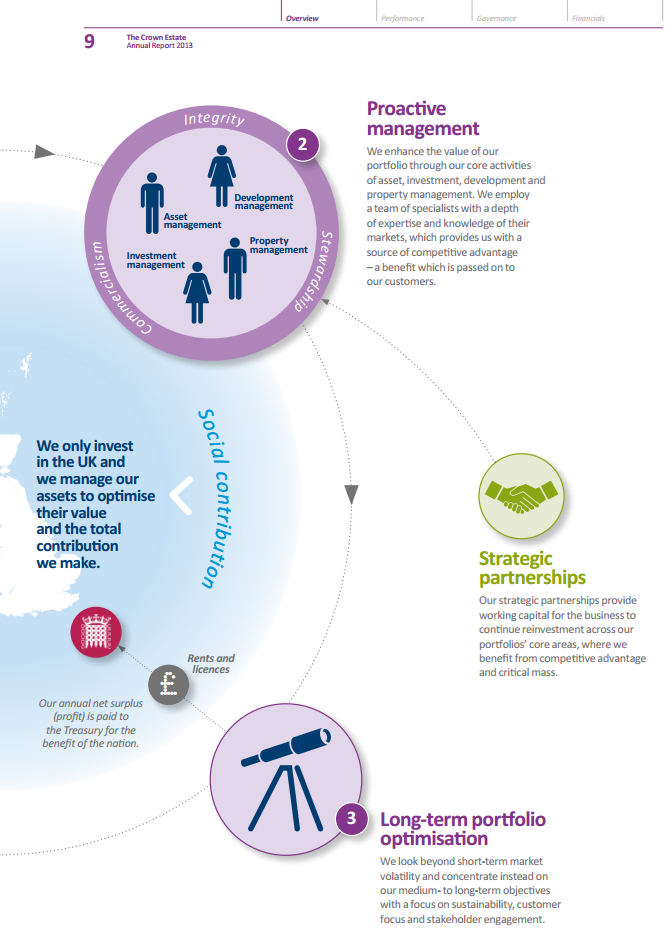 Overview
Performance
Governance
Financials
9
The Crown Estate
Annual Report 2013
Integrity
Stewardship
Commercialism
2
Development
management
Asset
management
Property
management
Investment
management
Proactive
management
We enhance the value of our
portfolio through our core activities
of asset, investment, development and
property management. We employ
a team of specialists with a depth
of expertise and knowledge of their
markets, which provides us with a
source of competitive advantage
– a benefit which is passed on to
our customers.
We only invest
in the UK and
we manage our
assets to optimise
their value
and the total
contribution
we make.
Social contribution
Strategic
partnerships
Our strategic partnerships provide
working capital for the business to
continue reinvestment across our
portfolios' core areas, where we
benefit from competitive advantage
and critical mass.
Rents and
licences
£
Our annual net surplus
(profit) is paid to
the Treasury for the
benefit of the nation.
3
Long-term portfolio
optimisation
We look beyond short-term market
volatility and concentrate instead on
our medium- to long-term objectives
with a focus on sustainability, customer
focus and stakeholder engagement.